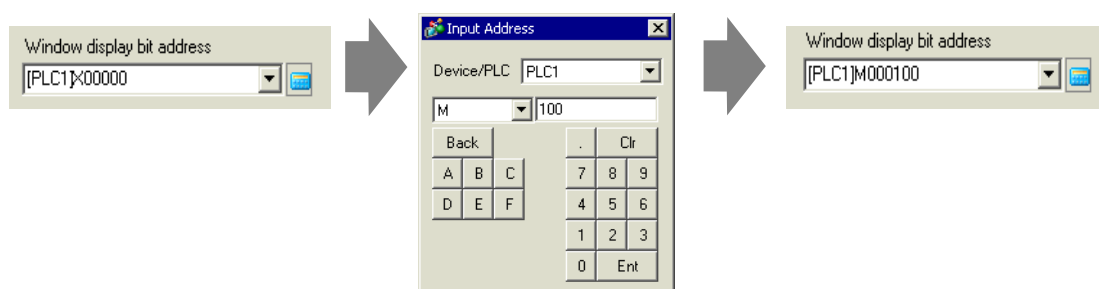 Window display bit address
[PLC1]X00000
Input Address
Device/PLC PLC1
M 100
Back . Clr
A B C 7 8 9
D E F 4 5 6
1 2 3
0 Ent
Window display bit address
[PLC1]M000100